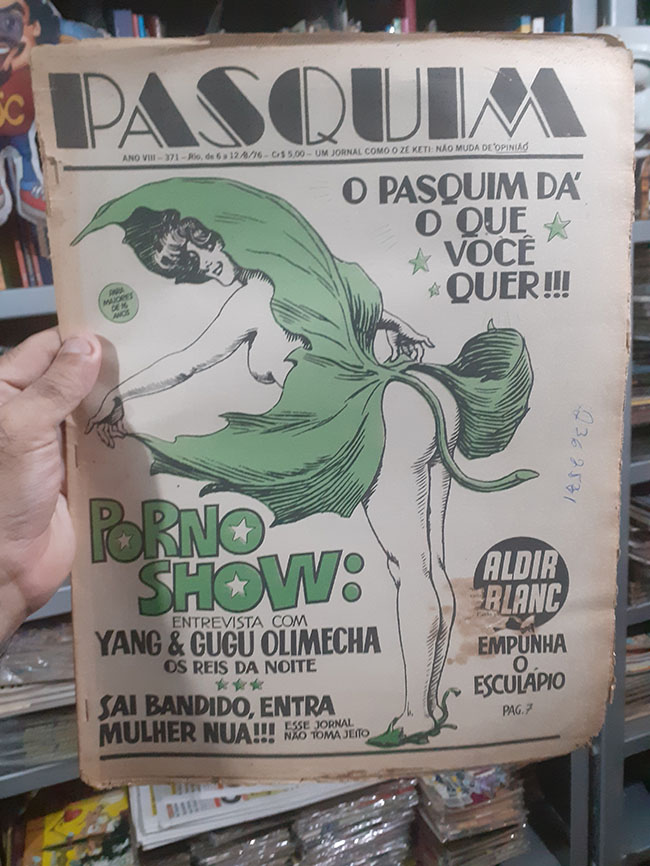 PASQUIM
ANO VIII - 371 - Rio, de 6 a 12/8/76 - Cr$ 5,00 - UM JORNAL COMO O ZÉ KETI: NÃO MUDA DE "OPINIÃO"
O PASQUIM DÁ
O QUE
VOCÊ
QUER!!!
PARA
MAIORES
DE 16
ANOS
PORNO
SHOW:
ENTREVISTA COM
YANG & GUGU OLIMECHA
OS REIS DA NOITE
SAI BANDIDO, ENTRA
MULHER NUA!!! ESSE JORNAL
NÃO TOMA JEITO
ALDIR
BLANC
EMPUNHA
O
ESCULÁPIO
PAG. 7